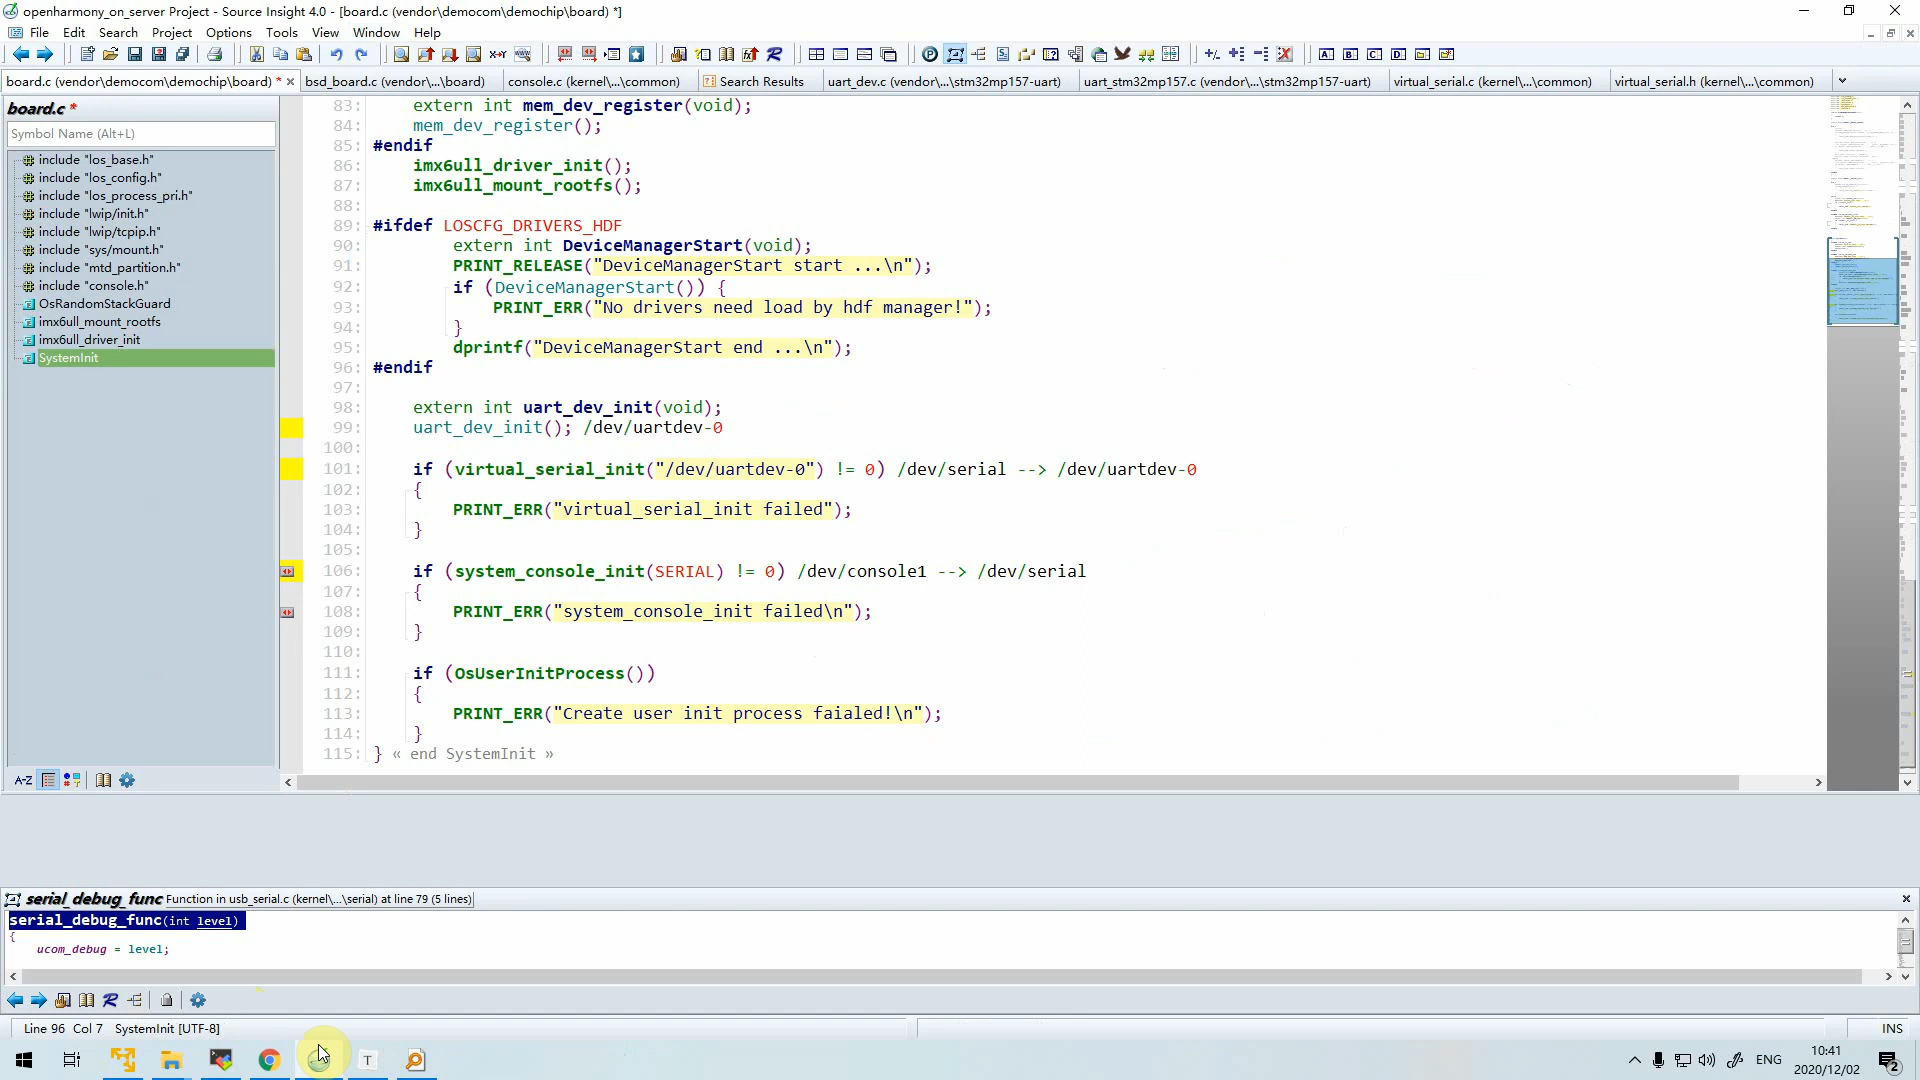 openharmony_on_server Project - Source Insight 4.0 - [board.c (vendor\democom\demochip\board) *]
File Edit Search Project Options Tools View Window Help
board.c (vendor\democom\demochip\board) * bsd_board.c (vendor\...\board) console.c (kernel\...\common) Search Results uart_dev.c (vendor\...\stm32mp157-uart) uart_stm32mp157.c (vendor\...\stm32mp157-uart) virtual_serial.c (kernel\...\common) virtual_serial.h (kernel\...\common)
board.c *
Symbol Name (Alt+L)
include "los_base.h"
include "los_config.h"
include "los_process_pri.h"
include "lwip/init.h"
include "lwip/tcpip.h"
include "sys/mount.h"
include "mtd_partition.h"
include "console.h"
OsRandomStackGuard
imx6ull_mount_rootfs
imx6ull_driver_init
SystemInit
A-Z
83: extern int mem_dev_register(void);
84: mem_dev_register();
85: #endif
86: imx6ull_driver_init();
87: imx6ull_mount_rootfs();
88:
89: #ifdef LOSCFG_DRIVERS_HDF
90: extern int DeviceManagerStart(void);
91: PRINT_RELEASE("DeviceManagerStart start ...\n");
92: if (DeviceManagerStart()) {
93: PRINT_ERR("No drivers need load by hdf manager!");
94: }
95: dprintf("DeviceManagerStart end ...\n");
96: #endif
97:
98: extern int uart_dev_init(void);
99: uart_dev_init(); /dev/uartdev-0
100:
101: if (virtual_serial_init("/dev/uartdev-0") != 0) /dev/serial --> /dev/uartdev-0
102: {
103: PRINT_ERR("virtual_serial_init failed");
104: }
105:
106: if (system_console_init(SERIAL) != 0) /dev/console1 --> /dev/serial
107: {
108: PRINT_ERR("system_console_init failed\n");
109: }
110:
111: if (OsUserInitProcess())
112: {
113: PRINT_ERR("Create user init process faialed!\n");
114: }
115: } « end SystemInit »
serial_debug_func Function in usb_serial.c (kernel\...\serial) at line 79 (5 lines)
serial_debug_func(int level)
{
ucom_debug = level;
Line 96 Col 7 SystemInit [UTF-8]
INS
T
ENG
10:41
2020/12/02
2